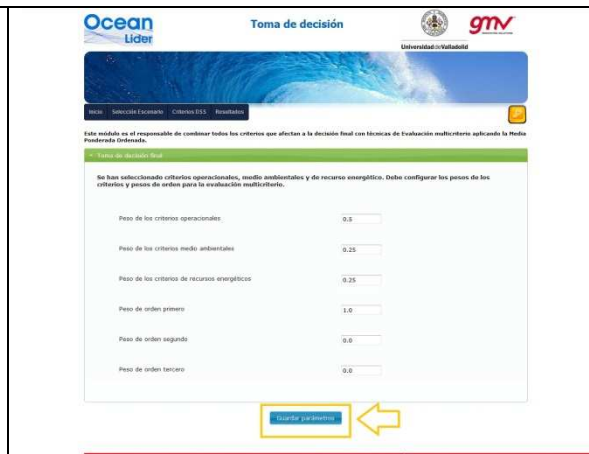 Ocean
Lider
Toma de decisión
Universidad de Valladolid
gmv
Inicio Selección Escenario Criterios DSS Resultados
Este módulo es el responsable de combinar todos los criterios que afectan a la decisión final con técnicas de Evaluación multicriterio aplicando la Media
Ponderada Ordenada.
Toma de decisión final
Se han seleccionado criterios operacionales, medio ambientales y de recurso energético. Debe configurar los pesos de los
criterios y pesos de orden para la evaluación multicriterio.
Peso de los criterios operacionales 0.5
Peso de los criterios medio ambientales 0.25
Peso de los criterios de recursos energéticos 0.25
Peso de orden primero 1.0
Peso de orden segundo 0.0
Peso de orden tercero 0.0
Guardar parámetros